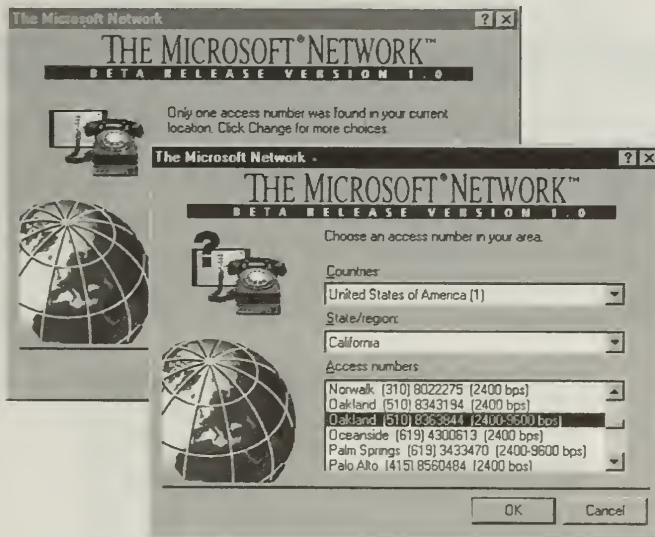 The Microsoft Network
THE MICROSOFT® NETWORK™
BETA RELEASE VERSION 1.0
Only one access number was found in your current
location. Click Change for more choices.
The Microsoft Network
THE MICROSOFT® NETWORK™
BETA RELEASE VERSION 1.0
Choose an access number in your area.
Countries:
United States of America (1)
State/region:
California
Access numbers
Norwalk (310) 8022275 (2400 bps)
Oakland (510) 8343194 (2400 bps)
Oakland (510) 8363844 (2400-9600 bps)
Oceanside (619) 4300613 (2400 bps)
Palm Springs (619) 3433470 (2400-9600 bps)
Palo Alto (415) 8560484 (2400 bps)
OK
Cancel